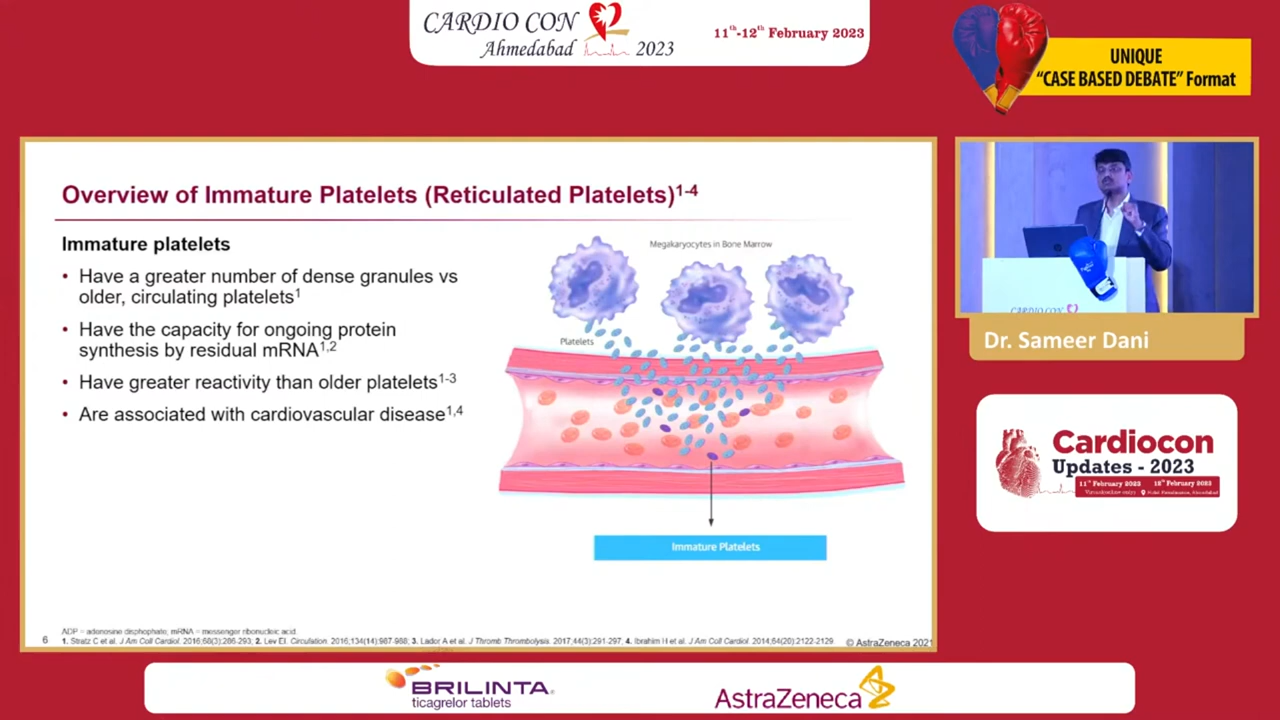 CARDIO CON
Ahmedabad 2023
11th-12th February 2023
UNIQUE
“CASE BASED DEBATE” Format
Overview of Immature Platelets (Reticulated Platelets)1-4
Immature platelets
• Have a greater number of dense granules vs
older, circulating platelets1
• Have the capacity for ongoing protein
synthesis by residual mRNA1,2
• Have greater reactivity than older platelets1-3
• Are associated with cardiovascular disease1,4
Megakaryocytes in Bone Marrow
Platelets
Immature Platelets
6
ADP = adenosine disphophate, mRNA = messenger ribonucleic acid.
1. Stratz C et al. J Am Coll Cardiol. 2016;68(3):286-293; 2. Lev EI. Circulation. 2016;134(14):987-988; 3. Lador A et al. J Thromb Thrombolysis. 2017;44(3):291-297, 4. Ibrahim H et al. J Am Coll Cardiol. 2014;64(20):2122-2129
© AstraZeneca 2021
hp
CARDIO CON
Dr. Sameer Dani
Cardiocon
Updates - 2023
11th February 2023
12th February 2023
BRILINTA
ticagrelor tablets
AstraZeneca